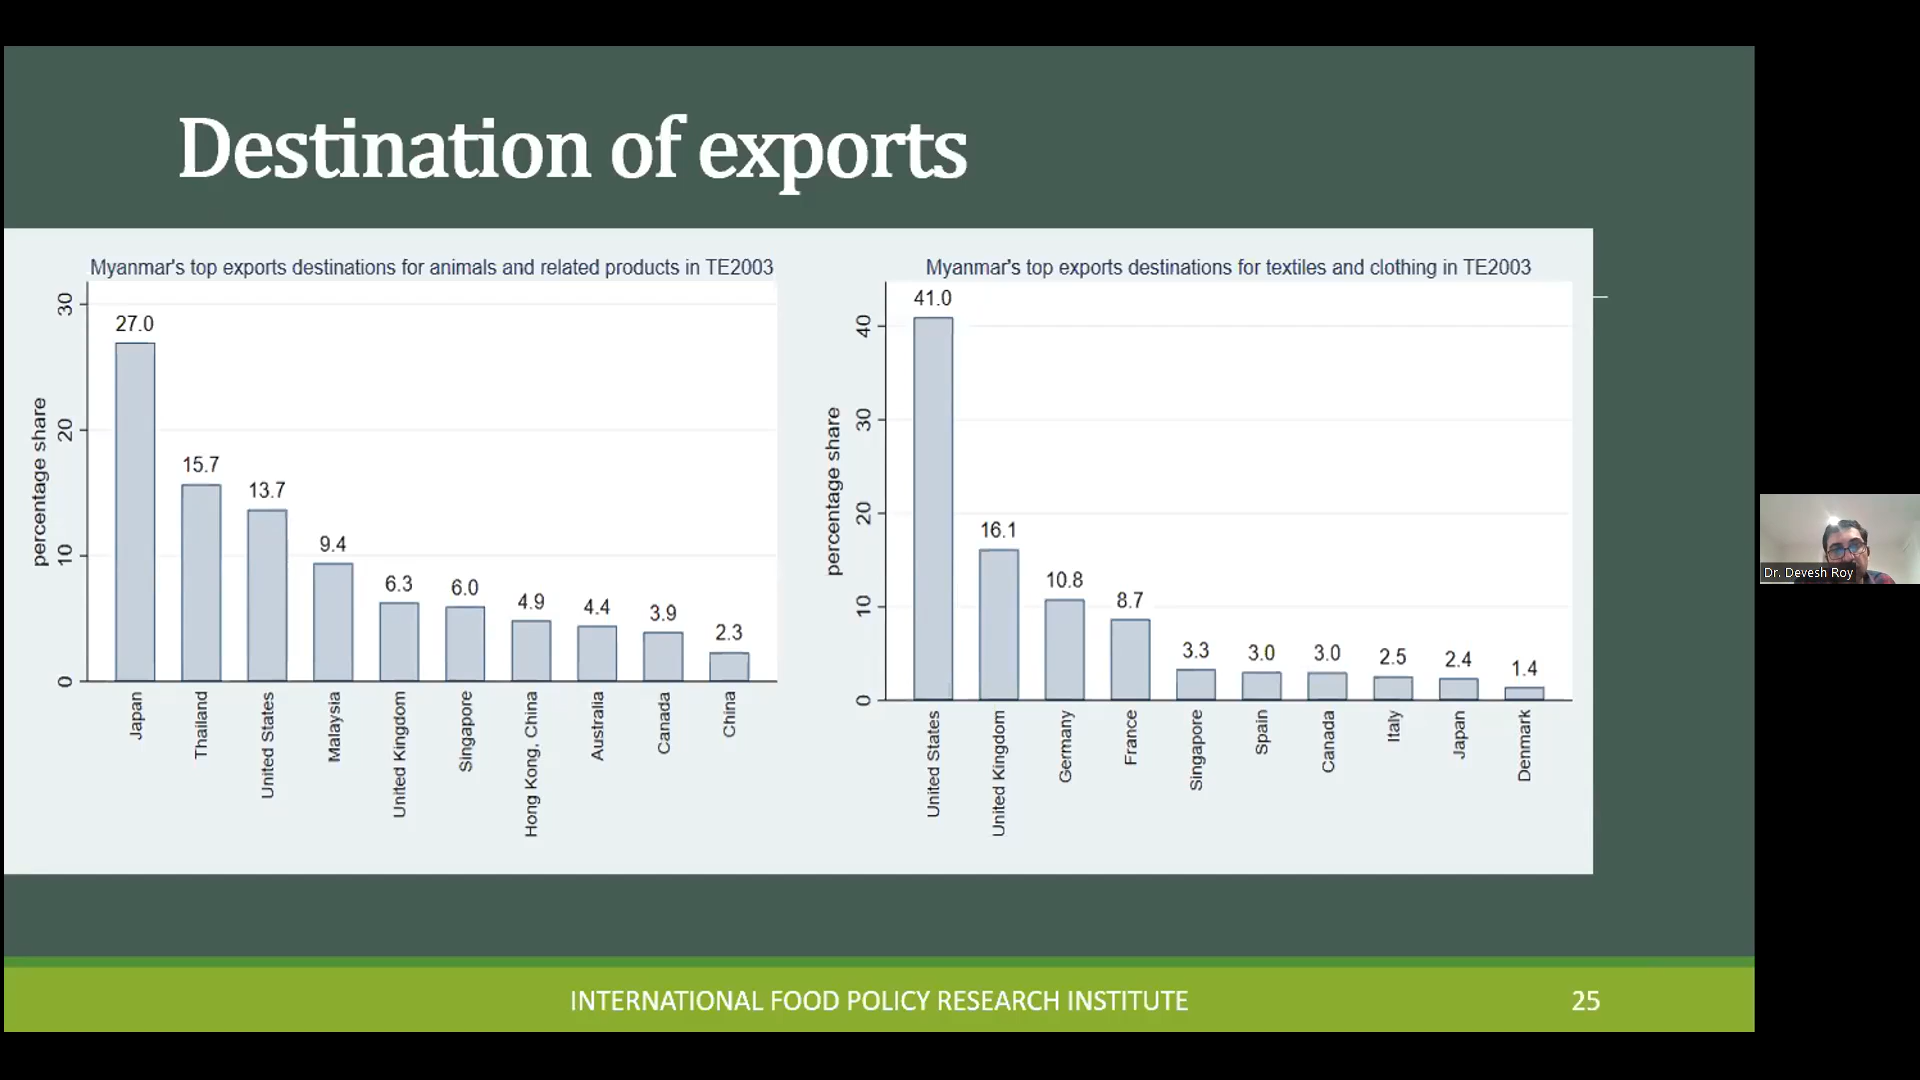 Destination of exports
Myanmar's top exports destinations for animals and related products in TE2003
percentage share
30
20
10
0
27.0
15.7
13.7
9.4
6.3
6.0
4.9
4.4
3.9
2.3
Japan
Thailand
United States
Malaysia
United Kingdom
Singapore
Hong Kong, China
Australia
Canada
China
Myanmar's top exports destinations for textiles and clothing in TE2003
percentage share
40
30
20
10
0
41.0
16.1
10.8
8.7
3.3
3.0
3.0
2.5
2.4
1.4
United States
United Kingdom
Germany
France
Singapore
Spain
Canada
Italy
Japan
Denmark
Dr. Devesh Roy
INTERNATIONAL FOOD POLICY RESEARCH INSTITUTE
25